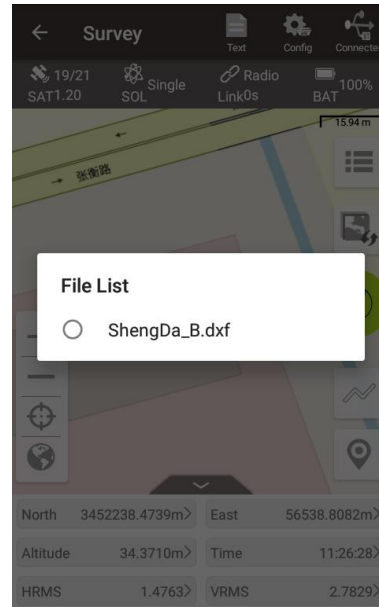 Survey
Text
Config
Connecte
19/21
SAT1.20
Single
SOL
Radio
Link0s
100%
BAT
15.94 m
张衡路
File List
ShengDa_B.dxf
North 3452238.4739m
East 56538.8082m
Altitude 34.3710m
Time 11:26:28
HRMS 1.4763
VRMS 2.7829